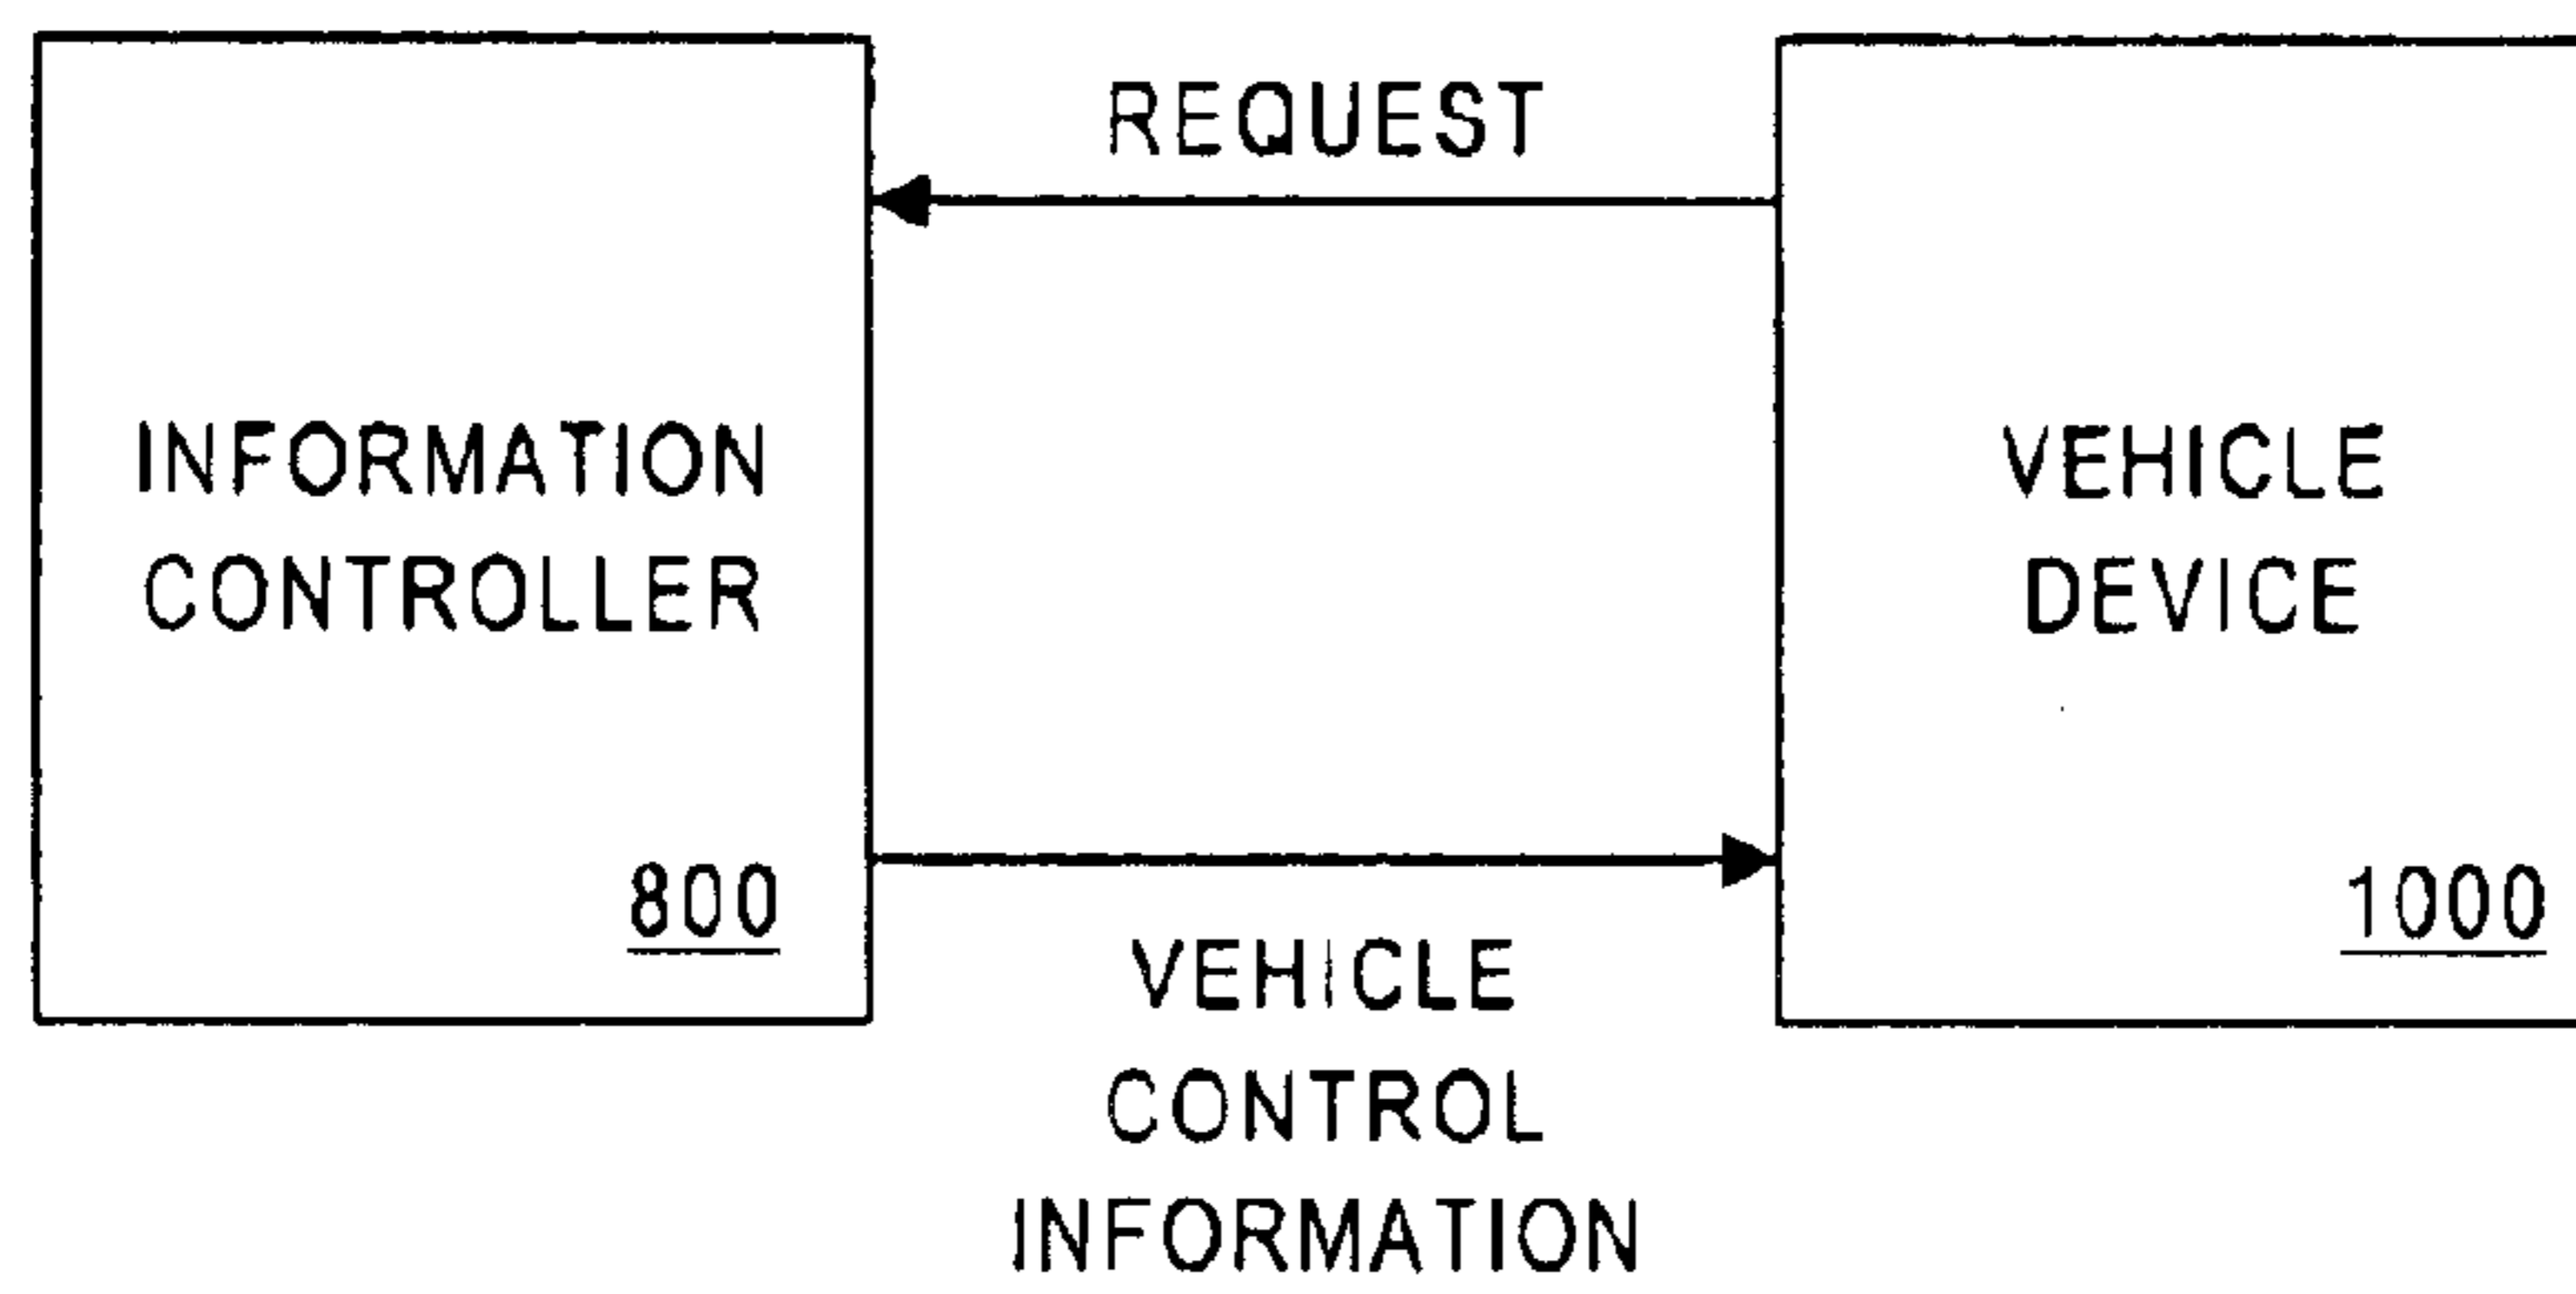 REQUEST
INFORMATION
CONTROLLER
800
VEHICLE
DEVICE
1000
VEHICLE
CONTROL
INFORMATION